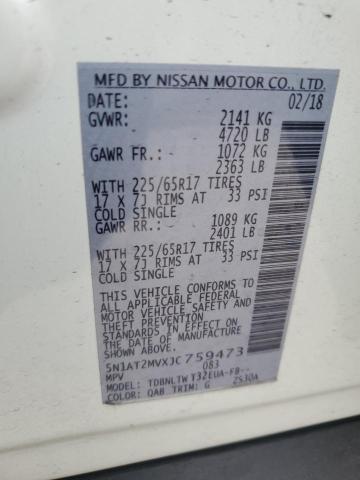 MFD BY NISSAN MOTOR CO., LTD.
DATE: 02/18
GVWR: 2141 KG
4720 LB
GAWR FR.: 1072 KG
2363 LB
WITH 225/65R17 TIRES
17 X 7J RIMS AT 33 PSI
COLD SINGLE
GAWR RR.: 1089 KG
2401 LB
WITH 225/65R17 TIRES
17 X 7J RIMS AT 33 PSI
COLD SINGLE
THIS VEHICLE CONFORMS TO
ALL APPLICABLE FEDERAL
MOTOR VEHICLE SAFETY AND
THEFT PREVENTION
STANDARDS IN EFFECT ON
THE DATE OF MANUFACTURE
SHOWN ABOVE.
5N1AT2MVXJC759473
MPV 083
MODEL: TDBNLTWT32EUA-FB--
COLOR: QAB TRIM: G ZS30A